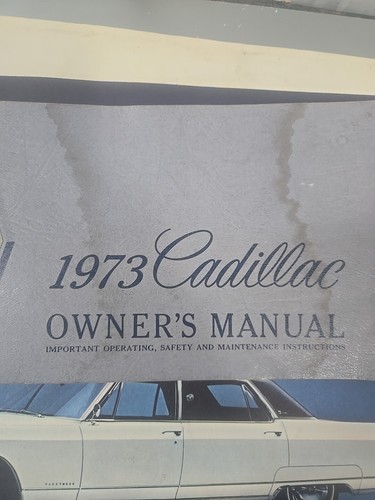 1973 Cadillac
OWNER'S MANUAL
IMPORTANT OPERATING, SAFETY AND MAINTENANCE INSTRUCTIONS